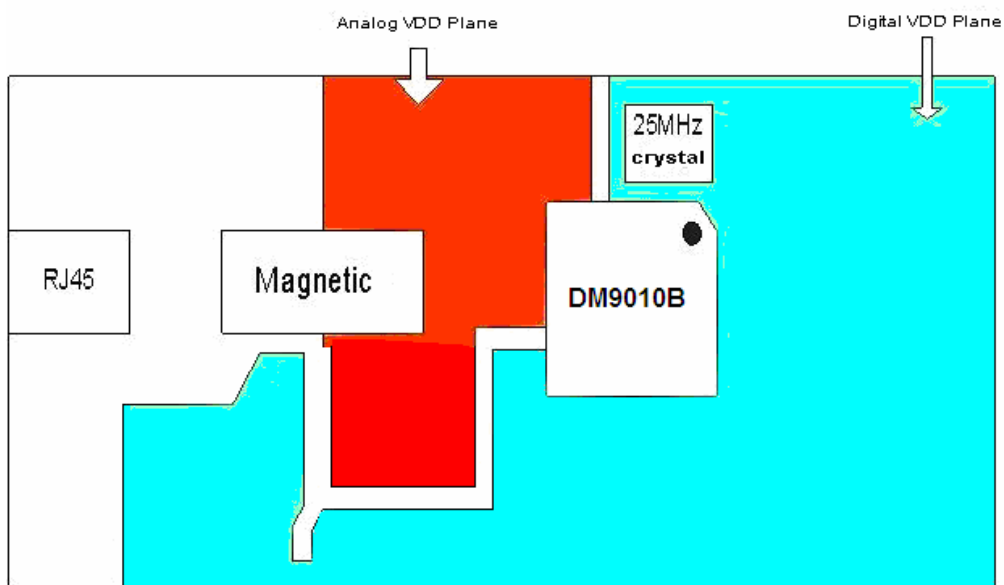 Analog VDD Plane
Digital VDD Plane
25MHz
crystal
RJ45
Magnetic
DM9010B